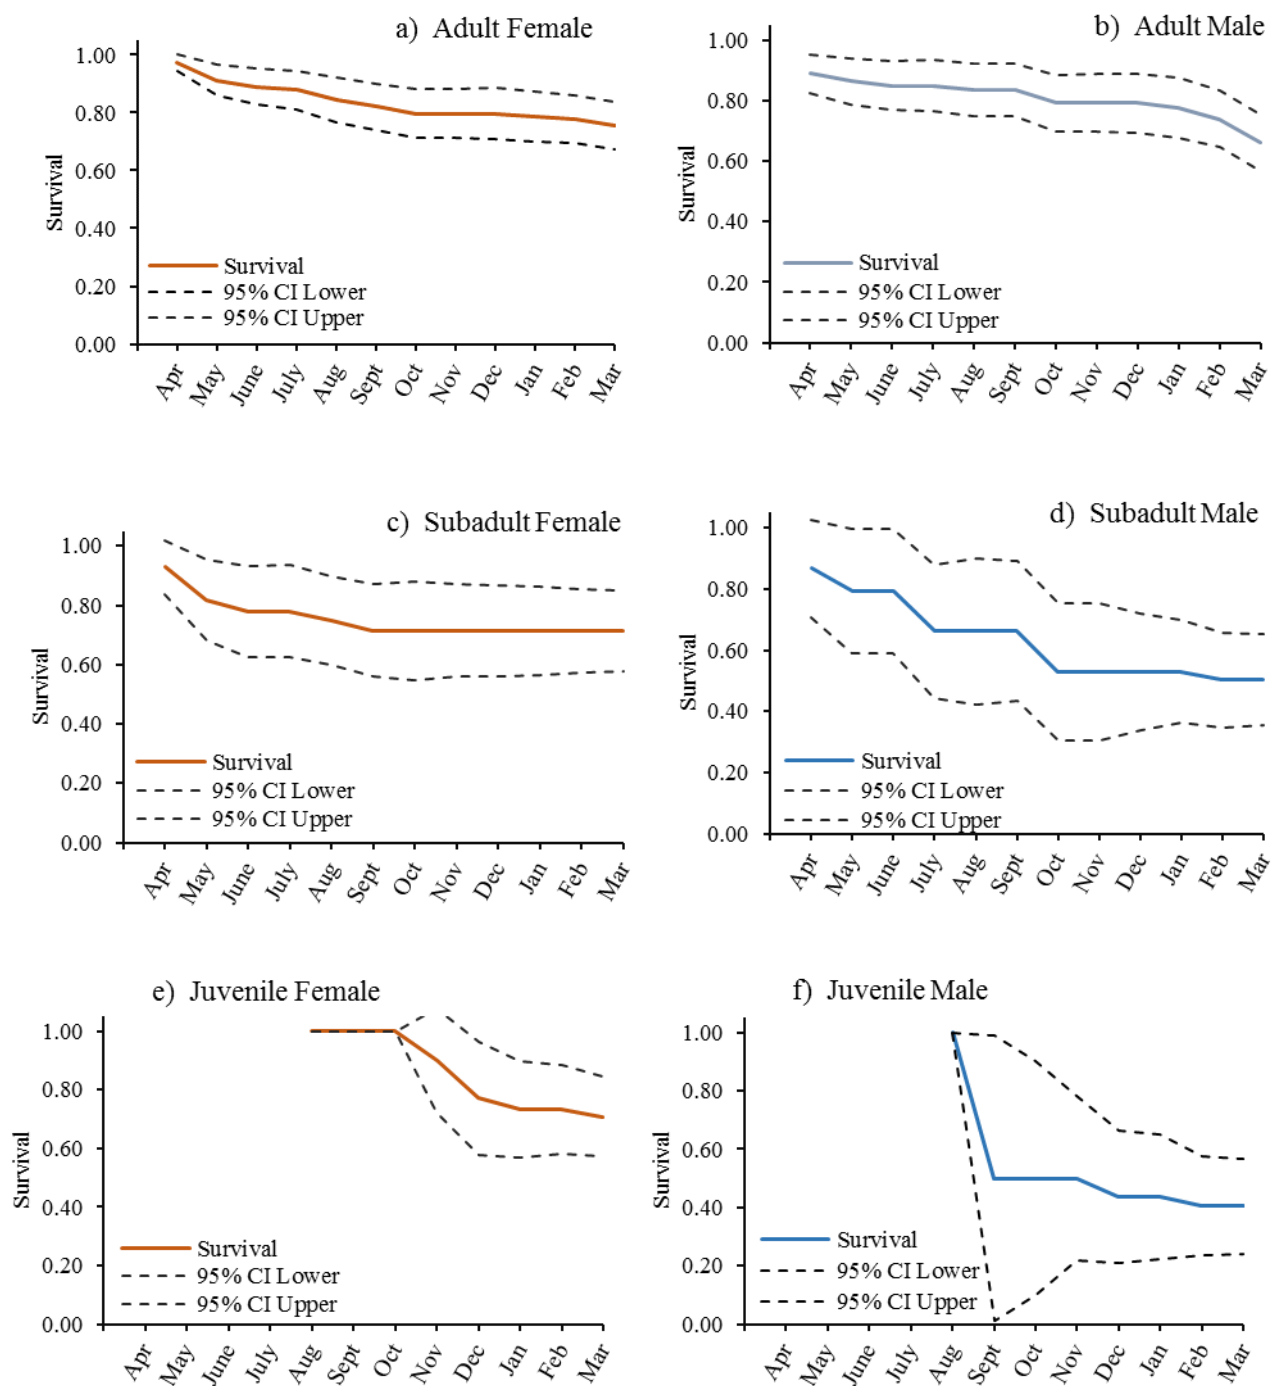 a) Adult Female
1.00
0.80
0.60
0.40
0.20
0.00
Survival
Survival
95% CI Lower
95% CI Upper
Apr
May
June
July
Aug
Sept
Oct
Nov
Dec
Jan
Feb
Mar
b) Adult Male
1.00
0.80
0.60
0.40
0.20
0.00
Survival
Survival
95% CI Lower
95% CI Upper
Apr
May
June
July
Aug
Sept
Oct
Nov
Dec
Jan
Feb
Mar
c) Subadult Female
1.00
0.80
0.60
0.40
0.20
0.00
Survival
Survival
95% CI Lower
95% CI Upper
Apr
May
June
July
Aug
Sept
Oct
Nov
Dec
Jan
Feb
Mar
d) Subadult Male
1.00
0.80
0.60
0.40
0.20
0.00
Survival
Survival
95% CI Lower
95% CI Upper
Apr
May
June
July
Aug
Sept
Oct
Nov
Dec
Jan
Feb
Mar
e) Juvenile Female
1.00
0.80
0.60
0.40
0.20
0.00
Survival
Survival
95% CI Lower
95% CI Upper
Apr
May
June
July
Aug
Sept
Oct
Nov
Dec
Jan
Feb
Mar
f) Juvenile Male
1.00
0.80
0.60
0.40
0.20
0.00
Survival
Survival
95% CI Lower
95% CI Upper
Apr
May
June
July
Aug
Sept
Oct
Nov
Dec
Jan
Feb
Mar